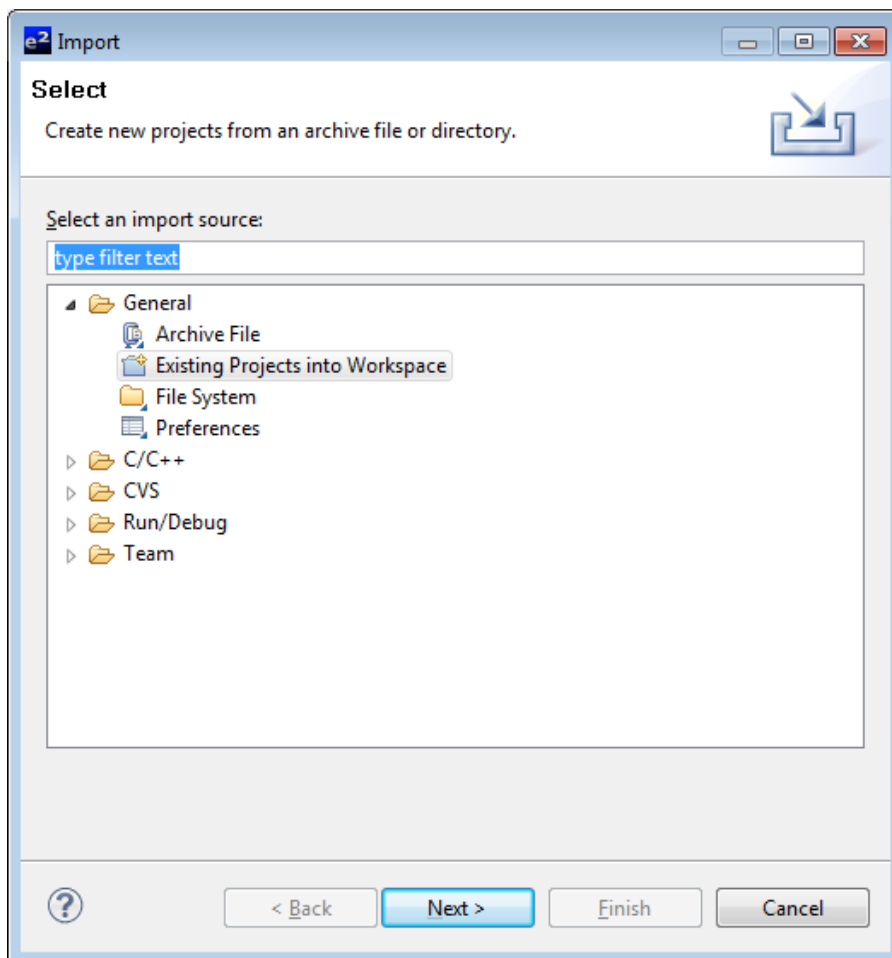 e² Import
Select
Create new projects from an archive file or directory.
Select an import source:
type filter text
General
Archive File
Existing Projects into Workspace
File System
Preferences
C/C++
CVS
Run/Debug
Team
? < Back Next > Finish Cancel